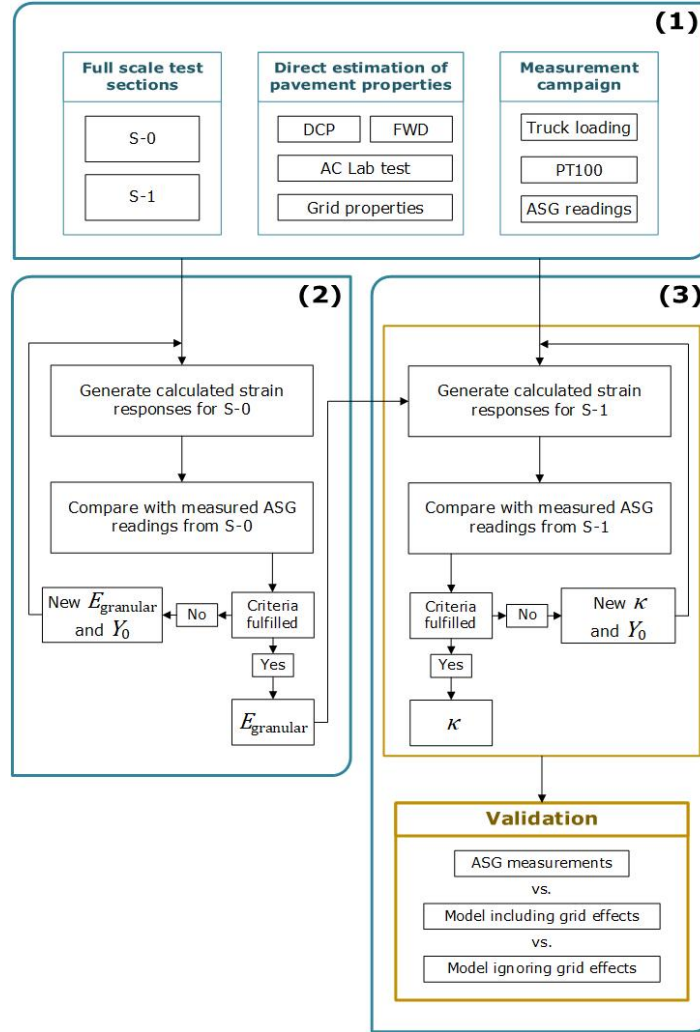 (1)
Full scale test
sections
S-0
S-1
Direct estimation of
pavement properties
DCP
FWD
AC Lab test
Grid properties
Measurement
campaign
Truck loading
PT100
ASG readings
(2)
Generate calculated strain
responses for S-0
Compare with measured ASG
readings from S-0
Criteria
fulfilled
No
New E_granular
and Y_0
Yes
E_granular
(3)
Generate calculated strain
responses for S-1
Compare with measured ASG
readings from S-1
Criteria
fulfilled
No
New κ
and Y_0
Yes
κ
Validation
ASG measurements
vs.
Model including grid effects
vs.
Model ignoring grid effects